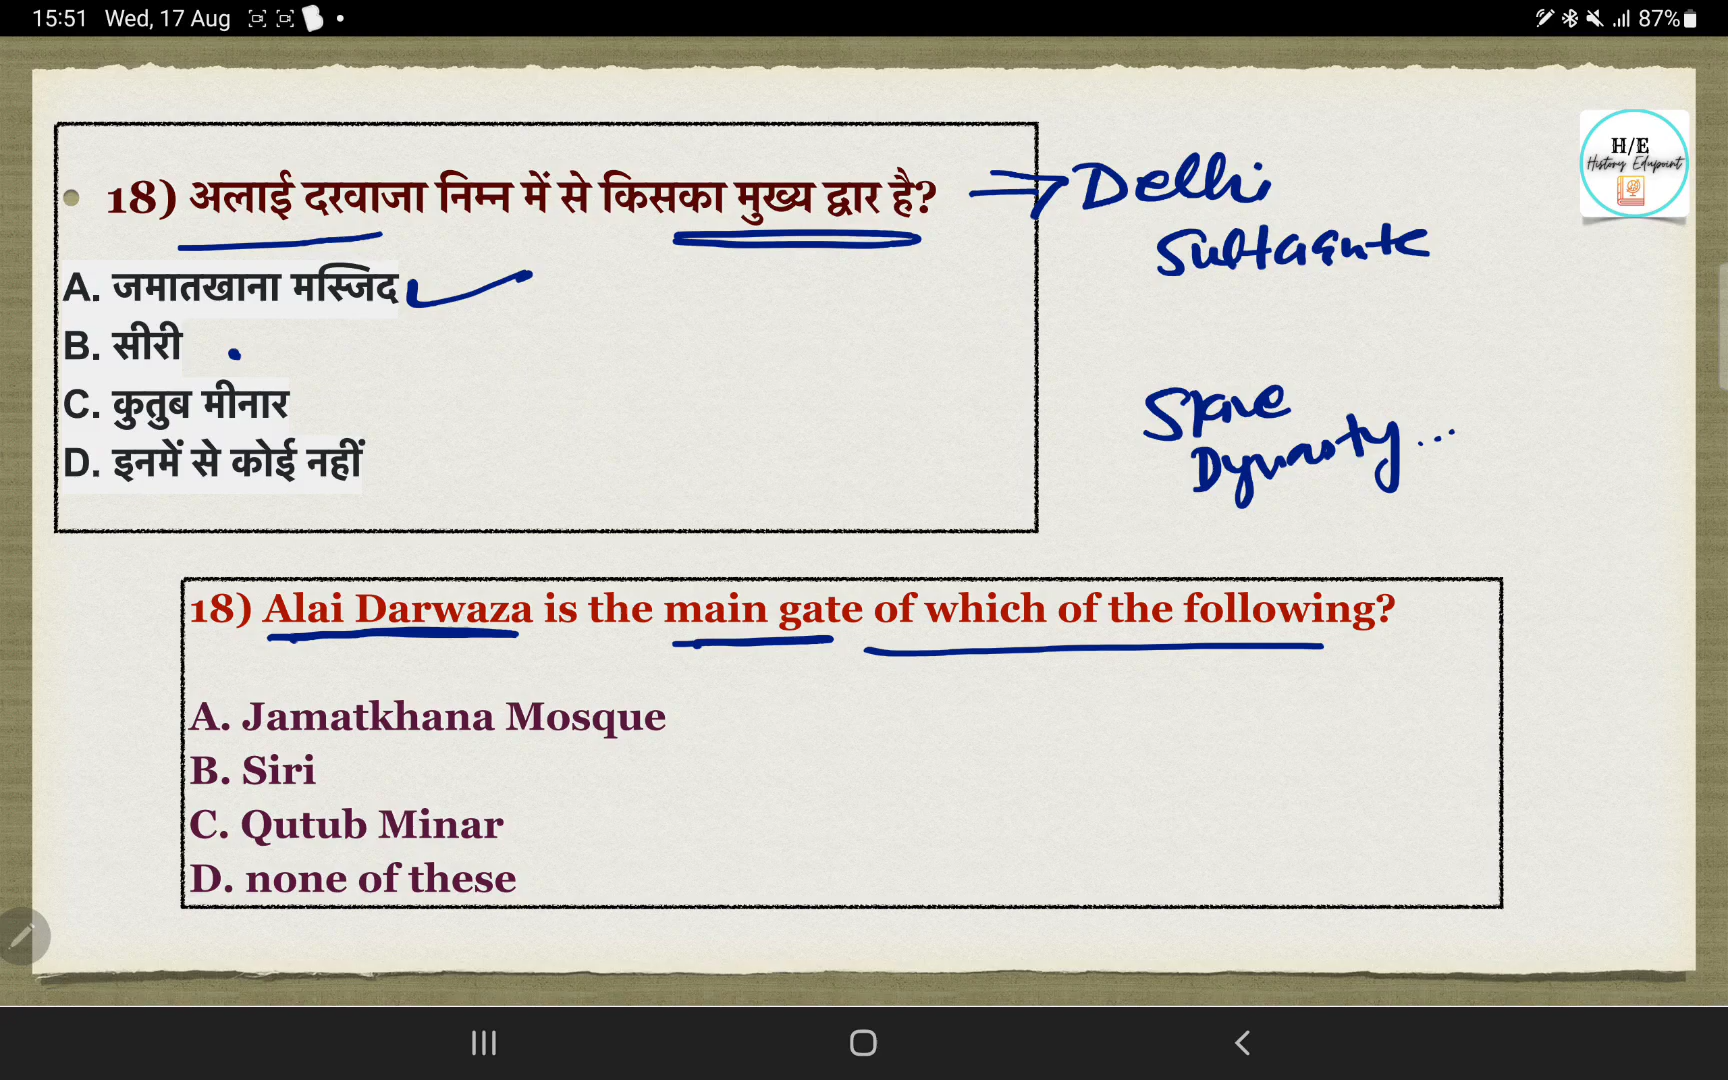 15:51 Wed, 17 Aug
87%
H/E
History Edupoint
18) अलाई दरवाजा निम्न में से किसका मुख्य द्वार है?
Delhi
Sultanate
A. जमातखाना मस्जिद
B. सीरी
C. कुतुब मीनार
D. इनमें से कोई नहीं
Slave
Dynasty...
18) Alai Darwaza is the main gate of which of the following?
A. Jamatkhana Mosque
B. Siri
C. Qutub Minar
D. none of these